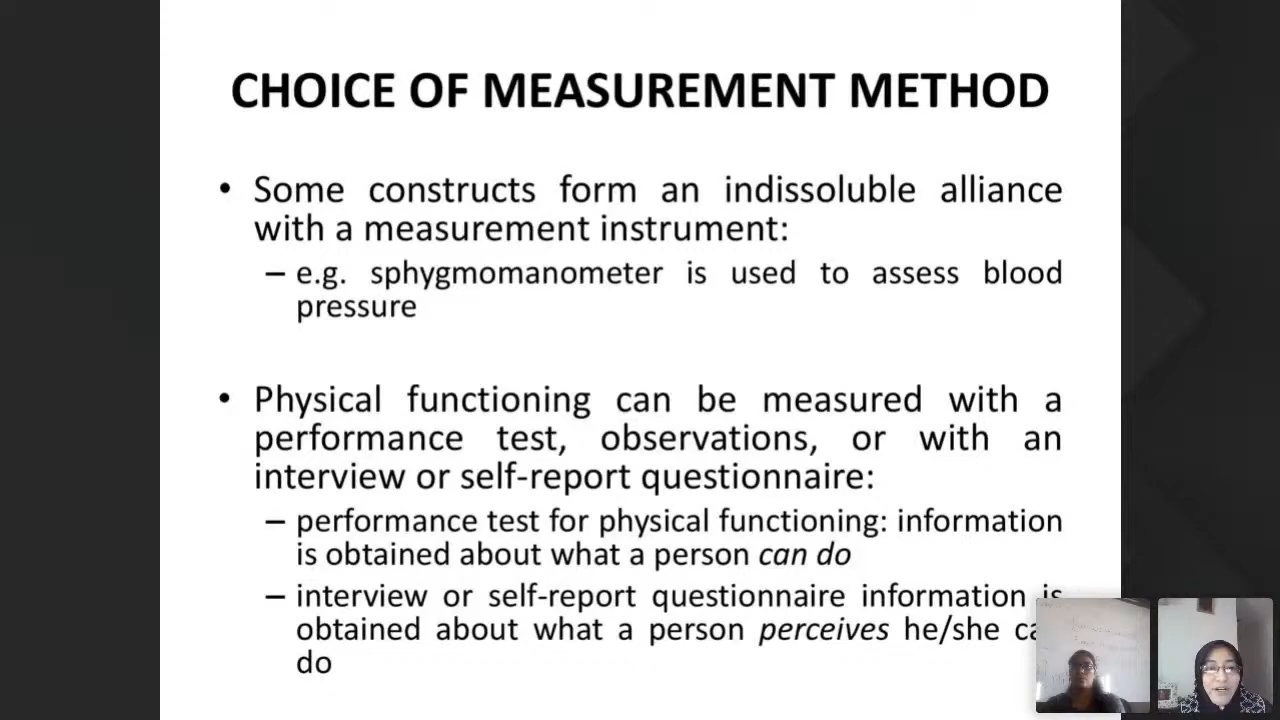 CHOICE OF MEASUREMENT METHOD
• Some constructs form an indissoluble alliance
with a measurement instrument:
– e.g. sphygmomanometer is used to assess blood
pressure
• Physical functioning can be measured with a
performance test, observations, or with an
interview or self-report questionnaire:
– performance test for physical functioning: information
is obtained about what a person can do
– interview or self-report questionnaire information is
obtained about what a person perceives he/she
do